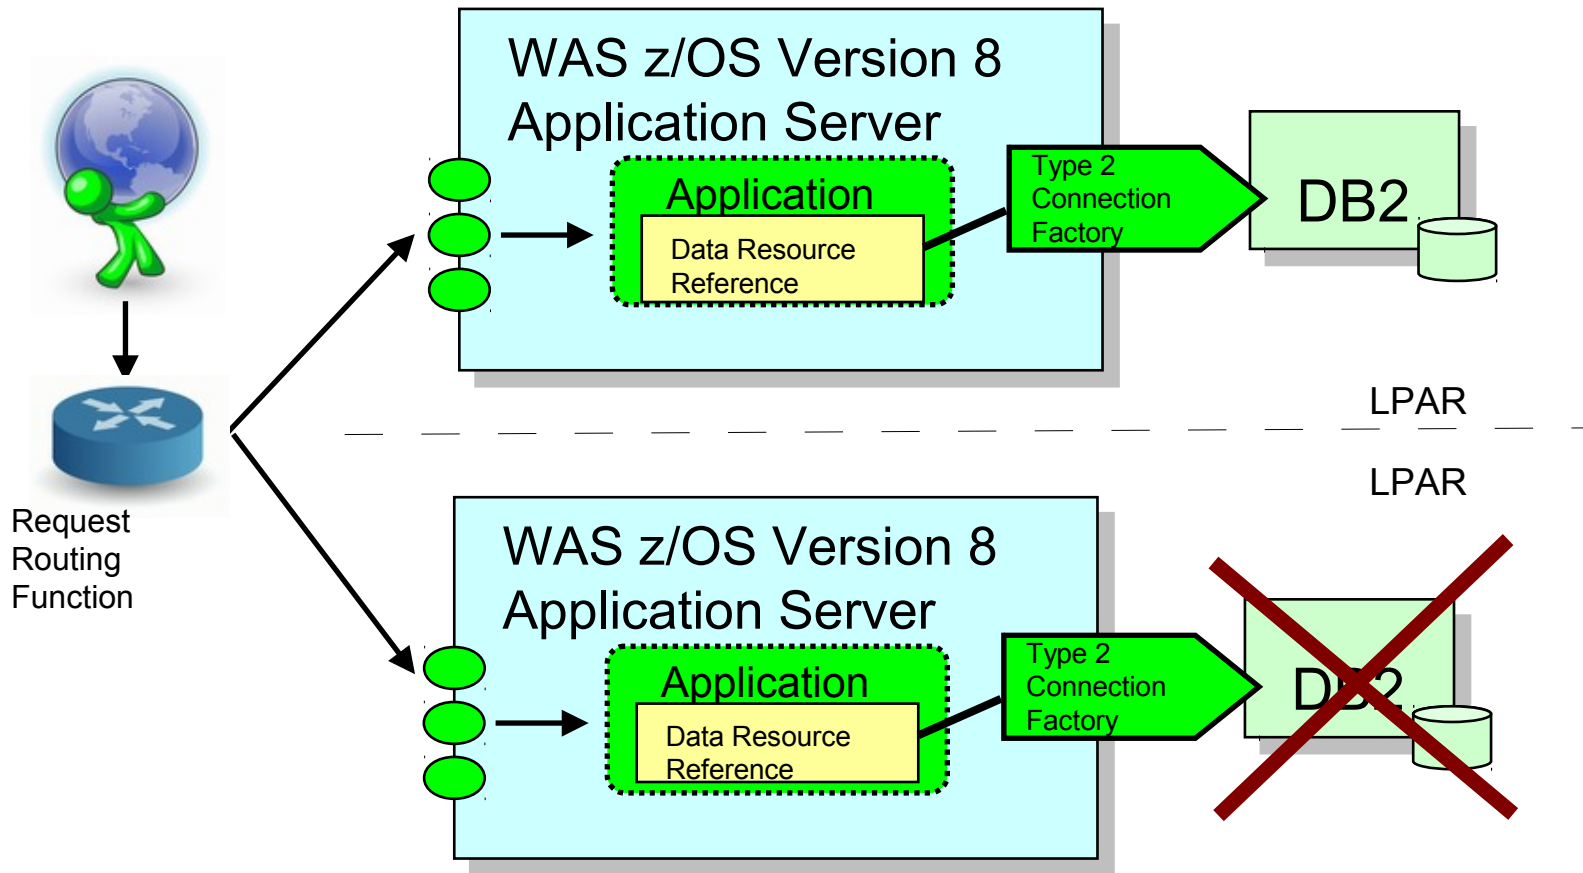 WAS z/OS Version 8
Application Server
Application
Data Resource
Reference
Type 2
Connection
Factory
DB2
LPAR
LPAR
Request
Routing
Function
WAS z/OS Version 8
Application Server
Application
Data Resource
Reference
Type 2
Connection
Factory
DB2